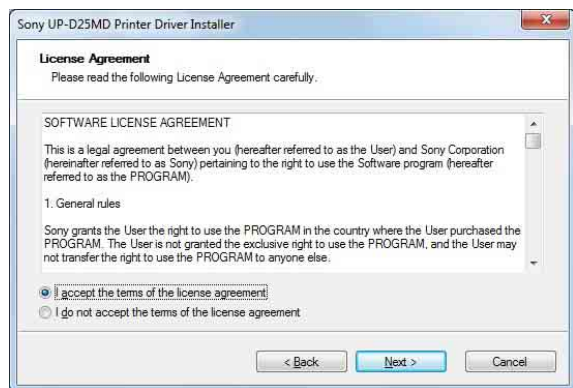 Sony UP-D25MD Printer Driver Installer
License Agreement
Please read the following License Agreement carefully.
SOFTWARE LICENSE AGREEMENT
This is a legal agreement between you (hereafter referred to as the User) and Sony Corporation
(hereinafter referred to as Sony) pertaining to the right to use the Software program (hereafter
referred to as the PROGRAM).
1. General rules
Sony grants the User the right to use the PROGRAM in the country where the User purchased the
PROGRAM. The User is not granted the exclusive right to use the PROGRAM, and the User may
not transfer the right to use the PROGRAM to anyone else.
I accept the terms of the license agreement
I do not accept the terms of the license agreement
< Back Next > Cancel